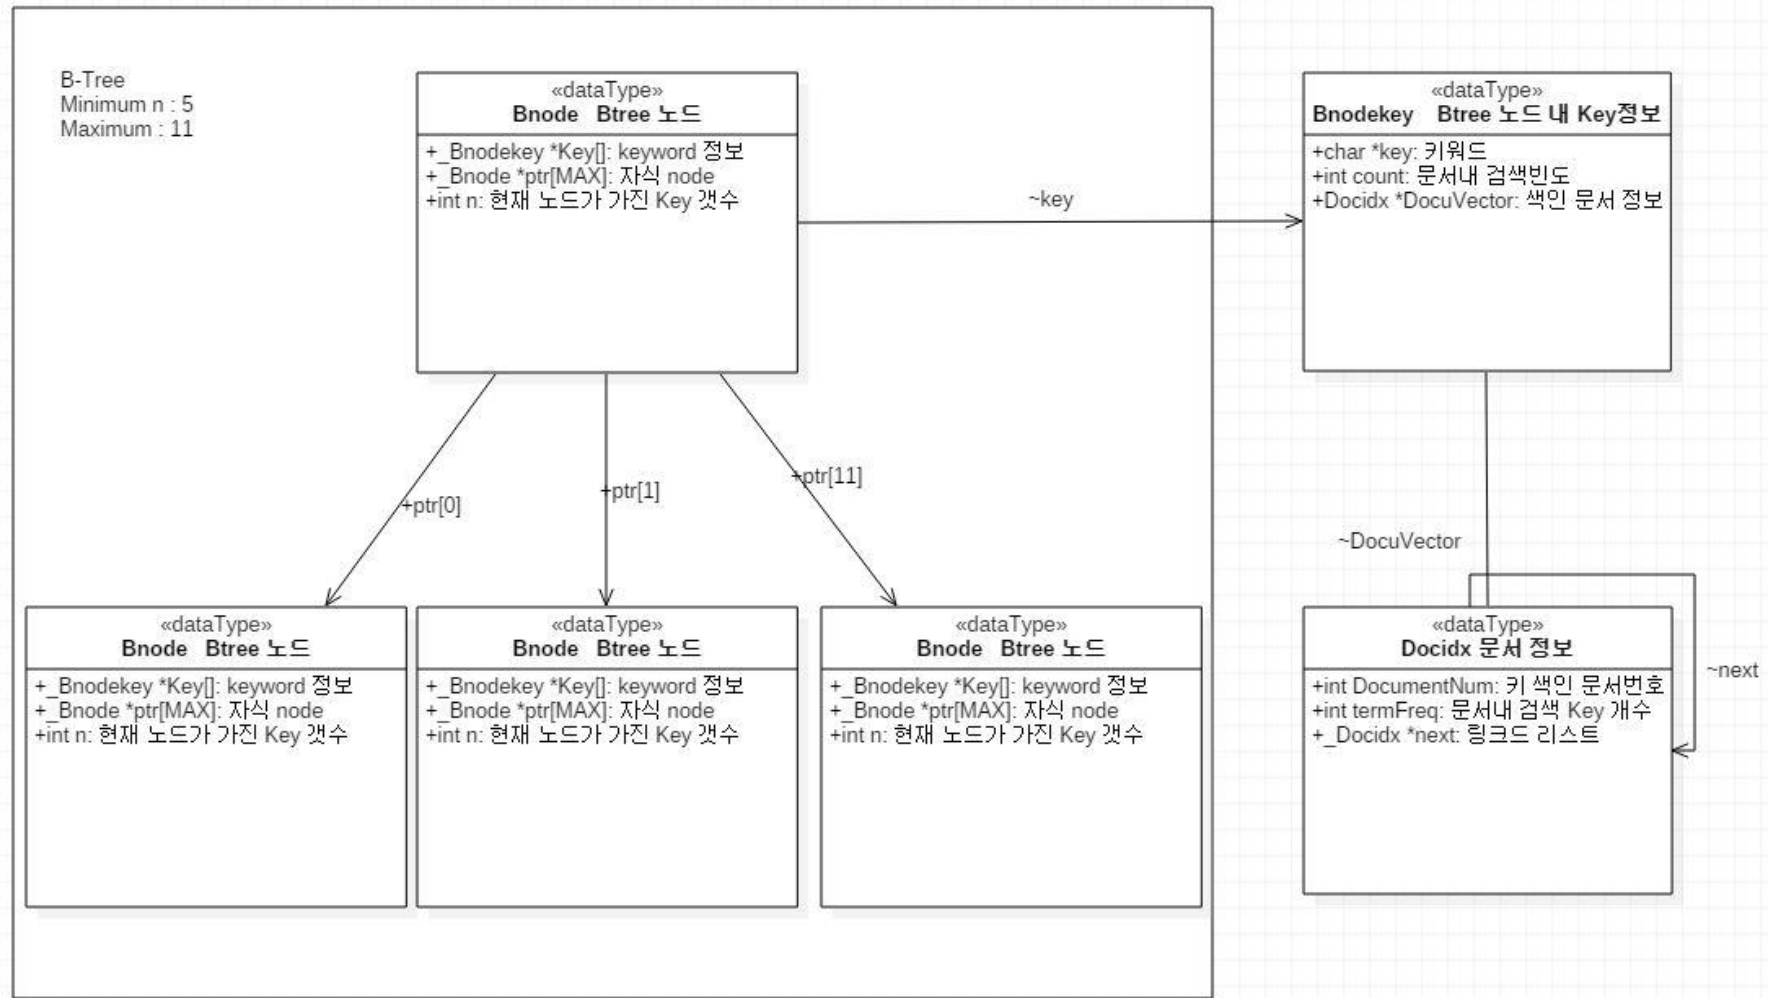 B-Tree
Minimum n : 5
Maximum : 11
«dataType»
Bnode Btree 노드
+_Bnodekey *Key[]: keyword 정보
+_Bnode *ptr[MAX]: 자식 node
+int n: 현재 노드가 가진 Key 갯수
~key
«dataType»
Bnodekey Btree 노드 내 Key정보
+char *key: 키워드
+int count: 문서내 검색빈도
+Docidx *DocuVector: 색인 문서 정보
+ptr[0]
+ptr[1]
+ptr[11]
~DocuVector
«dataType»
Bnode Btree 노드
+_Bnodekey *Key[]: keyword 정보
+_Bnode *ptr[MAX]: 자식 node
+int n: 현재 노드가 가진 Key 갯수
«dataType»
Bnode Btree 노드
+_Bnodekey *Key[]: keyword 정보
+_Bnode *ptr[MAX]: 자식 node
+int n: 현재 노드가 가진 Key 갯수
«dataType»
Bnode Btree 노드
+_Bnodekey *Key[]: keyword 정보
+_Bnode *ptr[MAX]: 자식 node
+int n: 현재 노드가 가진 Key 갯수
«dataType»
Docidx 문서 정보
+int DocumentNum: 키 색인 문서번호
+int termFreq: 문서내 검색 Key 개수
+_Docidx *next: 링크드 리스트
~next